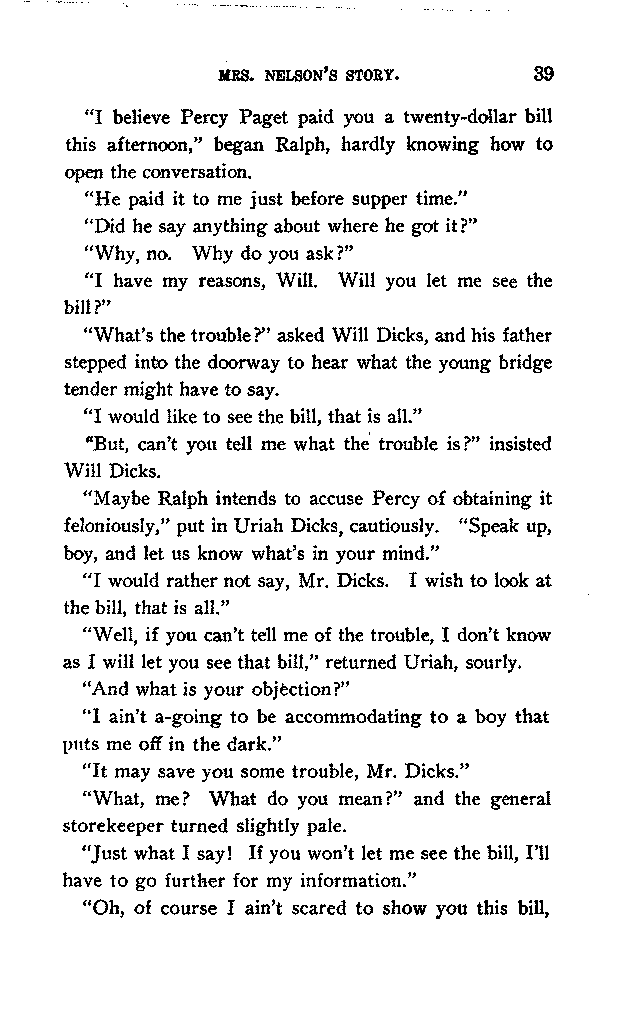 MRS. NELSON'S STORY. 39
"I believe Percy Paget paid you a twenty-dollar bill
this afternoon," began Ralph, hardly knowing how to
open the conversation.
"He paid it to me just before supper time."
"Did he say anything about where he got it?"
"Why, no. Why do you ask?"
"I have my reasons, Will. Will you let me see the
bill?"
"What's the trouble?" asked Will Dicks, and his father
stepped into the doorway to hear what the young bridge
tender might have to say.
"I would like to see the bill, that is all."
"But, can't you tell me what the trouble is?" insisted
Will Dicks.
"Maybe Ralph intends to accuse Percy of obtaining it
feloniously," put in Uriah Dicks, cautiously. "Speak up,
boy, and let us know what's in your mind."
"I would rather not say, Mr. Dicks. I wish to look at
the bill, that is all."
"Well, if you can't tell me of the trouble, I don't know
as I will let you see that bill," returned Uriah, sourly.
"And what is your objection?"
"I ain't a-going to be accommodating to a boy that
puts me off in the dark."
"It may save you some trouble, Mr. Dicks."
"What, me? What do you mean?" and the general
storekeeper turned slightly pale.
"Just what I say! If you won't let me see the bill, I'll
have to go further for my information."
"Oh, of course I ain't scared to show you this bill,